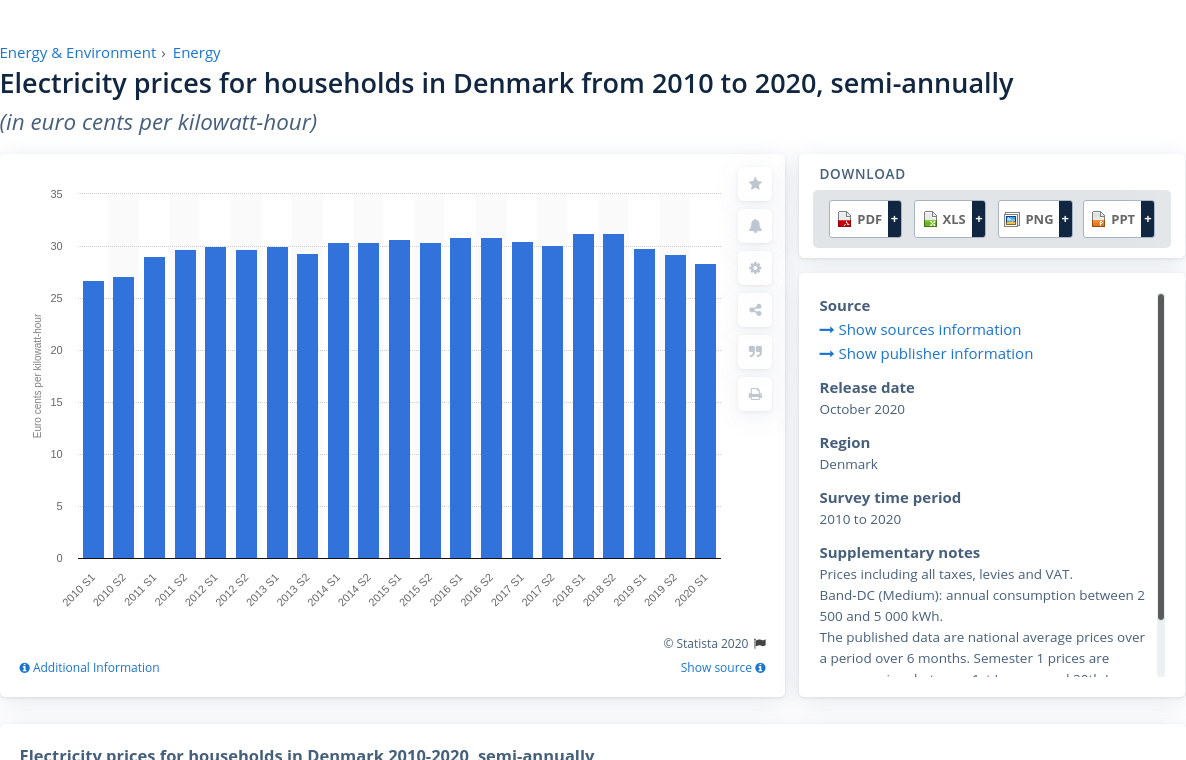 Energy & Environment › Energy
Electricity prices for households in Denmark from 2010 to 2020, semi-annually
(in euro cents per kilowatt-hour)
35
30
25
20
15
10
5
0
Euro cents per kilowatt-hour
2010 S1
2010 S2
2011 S1
2011 S2
2012 S1
2012 S2
2013 S1
2013 S2
2014 S1
2014 S2
2015 S1
2015 S2
2016 S1
2016 S2
2017 S1
2017 S2
2018 S1
2018 S2
2019 S1
2019 S2
2020 S1
© Statista 2020
Additional Information
Show source
DOWNLOAD
PDF + XLS + PNG + PPT +
Source
Show sources information
Show publisher information
Release date
October 2020
Region
Denmark
Survey time period
2010 to 2020
Supplementary notes
Prices including all taxes, levies and VAT.
Band-DC (Medium): annual consumption between 2
500 and 5 000 kWh.
The published data are national average prices over
a period over 6 months. Semester 1 prices are
Electricity prices for households in Denmark 2010-2020, semi-annually